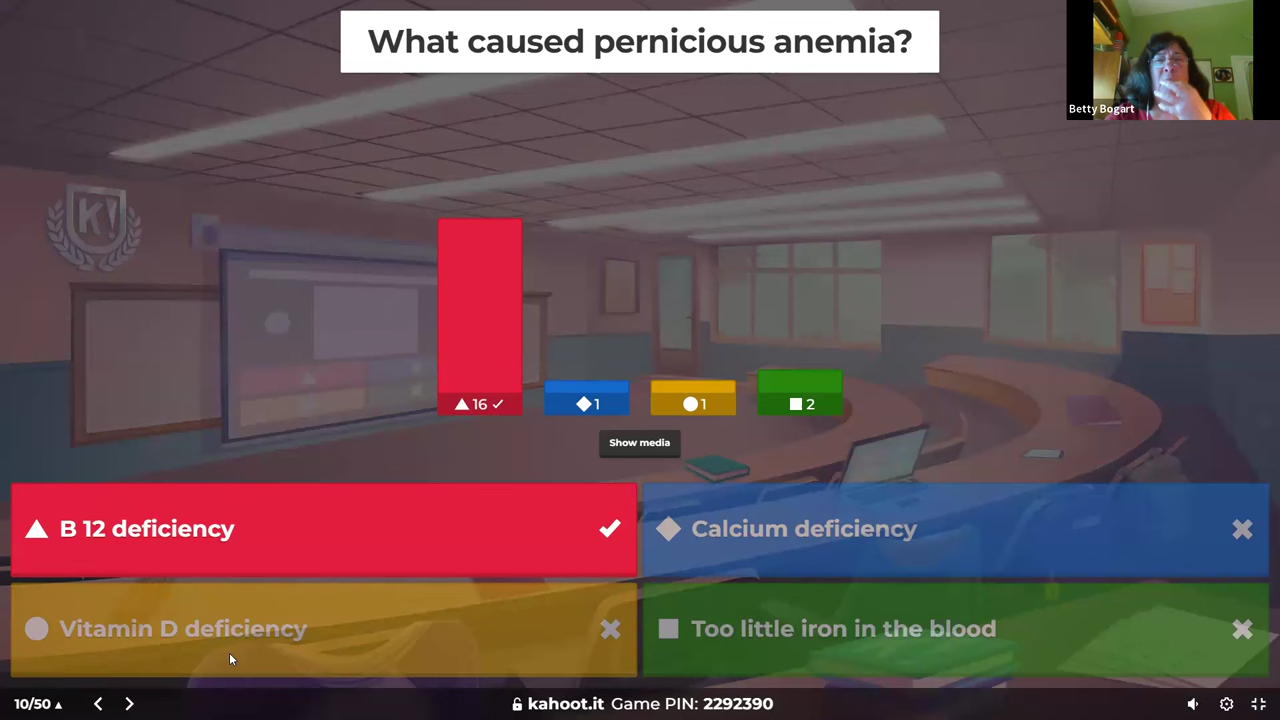 What caused pernicious anemia?
Betty Bogart
K!
16
1
1
2
Show media
B 12 deficiency
Calcium deficiency
Vitamin D deficiency
Too little iron in the blood
10/50
kahoot.it Game PIN: 2292390